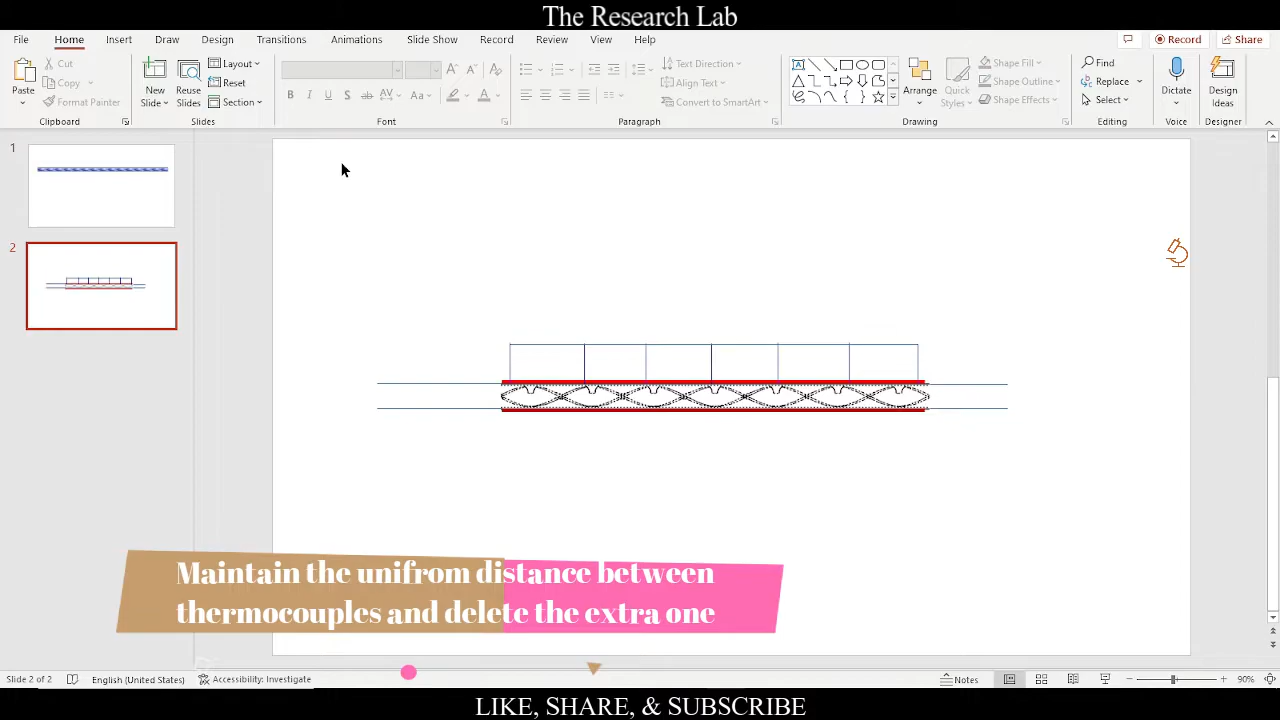 The Research Lab
File Home Insert Draw Design Transitions Animations Slide Show Record Review View Help Record Share
Paste
Cut
Copy
Format Painter
Clipboard
New Slide
Reuse Slides
Layout
Reset
Section
Slides
B I U S ab AV Aa A
Font
Text Direction
Align Text
Convert to SmartArt
Paragraph
Arrange
Quick Styles
Shape Fill
Shape Outline
Shape Effects
Drawing
Find
Replace
Select
Editing
Dictate
Voice
Design Ideas
Designer
1
2
Maintain the unifrom distance between
thermocouples and delete the extra one
Slide 2 of 2 English (United States) Accessibility: Investigate Notes 90%
LIKE, SHARE, & SUBSCRIBE